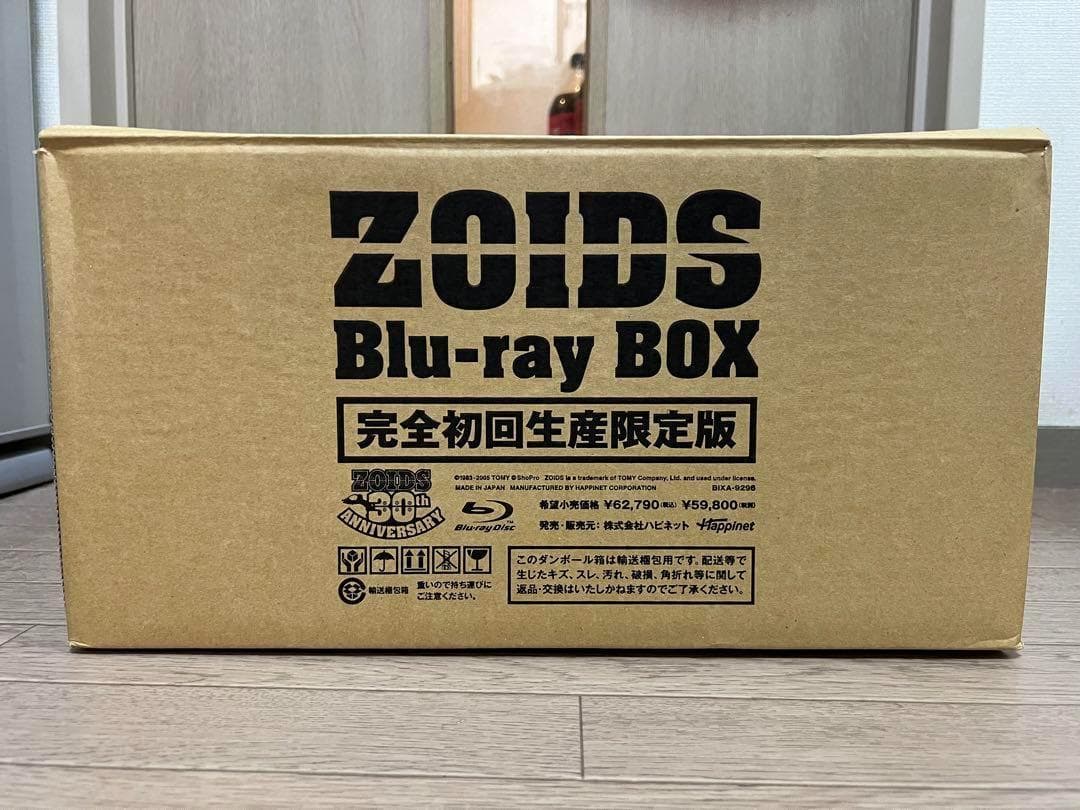 ZOIDS
Blu-ray BOX
完全初回生産限定版
ZOIDS
30th
ANNIVERSARY
Blu-ray Disc™
©1983-2005 TOMY ©ShoPro ZOIDS is a trademark of TOMY Company, Ltd. and used under license.
MADE IN JAPAN MANUFACTURED BY HAPPINET CORPORATION BIXA-9296
希望小売価格 ¥62,790(税込) ¥59,800(税別)
発売・販売元：株式会社ハピネット Happinet
輸送梱包箱
重いので持ち運びに
ご注意ください。
このダンボール箱は輸送梱包用です。配送等で
生じたキズ、スレ、汚れ、破損、角折れ等に関して
返品・交換はいたしかねますのでご了承ください。